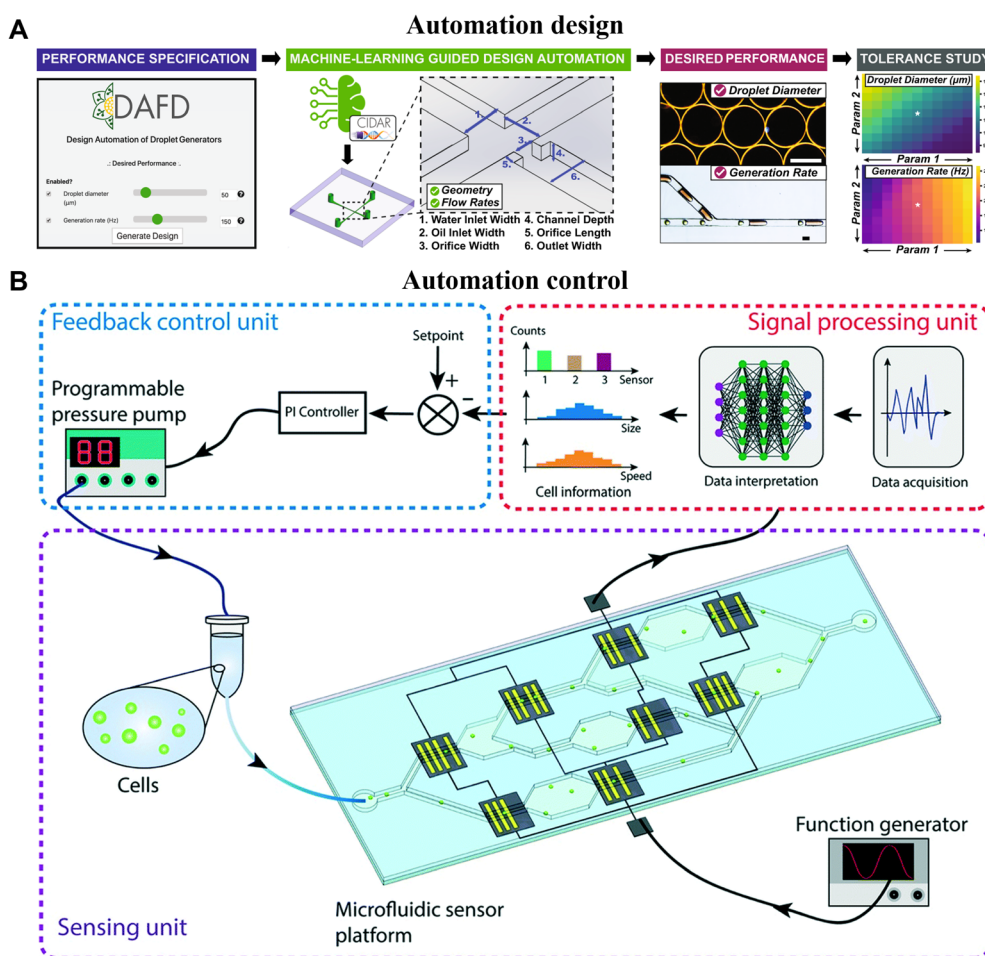 Automation design
A
PERFORMANCE SPECIFICATION
MACHINE-LEARNING GUIDED DESIGN AUTOMATION
DESIRED PERFORMANCE
TOLERANCE STUDY
DAFD
Design Automation of Droplet Generators
.: Desired Performance .
Enabled?
Droplet diameter
(µm)
50
?
Generation rate (Hz)
150
?
Generate Design
CIDAR
1.
2.
3.
4.
5.
6.
Geometry
Flow Rates
1. Water Inlet Width
4. Channel Depth
2. Oil Inlet Width
5. Orifice Length
3. Orifice Width
6. Outlet Width
Droplet Diameter
Generation Rate
Droplet Diameter (µm)
Param 2
*
Param 1
Generation Rate (Hz)
Param 2
*
Param 1
Automation control
B
Feedback control unit
Signal processing unit
Setpoint
+
-
Programmable
pressure pump
88
PI Controller
Counts
1 2 3 Sensor
Size
Speed
Cell information
Data interpretation
Data acquisition
Cells
Microfluidic sensor
platform
Function generator
Sensing unit